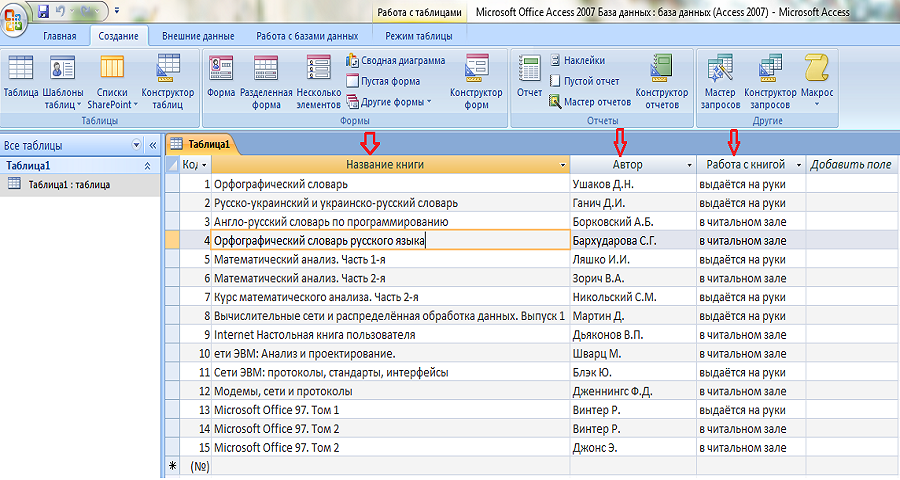 Работа с таблицами Microsoft Office Access 2007 База данных : база данных (Access 2007) - Microsoft Access
Главная Создание Внешние данные Работа с базами данных Режим таблицы
Таблица Шаблоны таблиц Списки SharePoint Конструктор таблиц
Таблицы
Форма Разделенная форма Несколько элементов
Сводная диаграмма
Пустая форма
Другие формы
Конструктор форм
Формы
Отчет
Наклейки
Пустой отчет
Мастер отчетов
Конструктор отчетов
Отчеты
Мастер запросов Конструктор запросов Макрос
Другие
Все таблицы «
Таблица1
Таблица1 : таблица
Таблица1
Код Название книги Автор Работа с книгой Добавить поле
1 Орфографический словарь Ушаков Д.Н. выдаётся на руки
2 Русско-украинский и украинско-русский словарь Ганич Д.И. выдаётся на руки
3 Англо-русский словарь по программированию Борковский А.Б. в читальном зале
4 Орфографический словарь русского языка Бархударова С.Г. в читальном зале
5 Математический анализ. Часть 1-я Ляшко И.И. выдаётся на руки
6 Математический анализ. Часть 2-я Зорич В.А. в читальном зале
7 Курс математического анализа. Часть 2-я Никольский С.М. выдаётся на руки
8 Вычислительные сети и распределённая обработка данных. Выпуск 1 Мартин Д. выдаётся на руки
9 Internet Настольная книга пользователя Дьяконов В.П. в читальном зале
10 ети ЭВМ: Анализ и проектирование. Шварц М. в читальном зале
11 Сети ЭВМ: протоколы, стандарты, интерфейсы Блэк Ю. выдаётся на руки
12 Модемы, сети и протоколы Дженнингс Ф.Д. в читальном зале
13 Microsoft Office 97. Том 1 Винтер Р. выдаётся на руки
14 Microsoft Office 97. Том 2 Винтер Р. в читальном зале
15 Microsoft Office 97. Том 2 Джонс Э. в читальном зале
* (№)